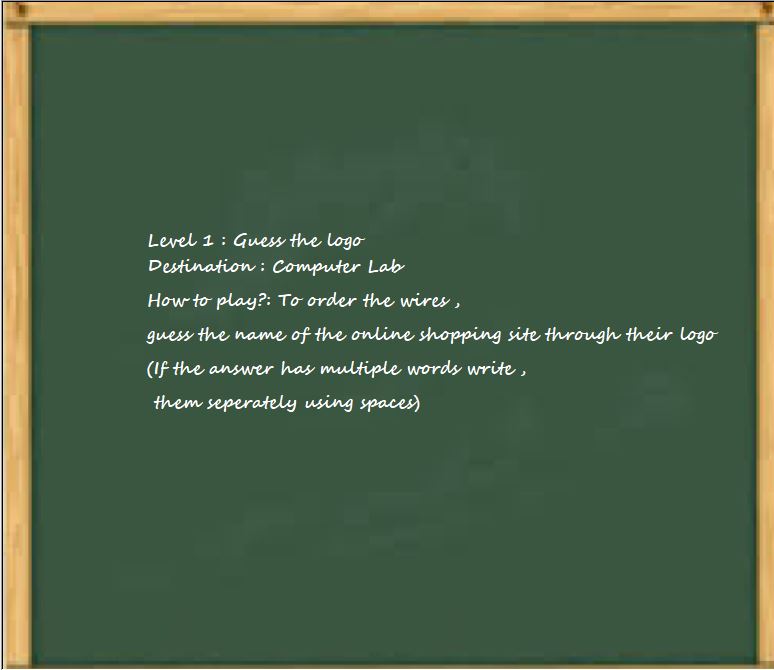 Level 1 : Guess the logo
Destination : Computer Lab
How to play?: To order the wires ,
guess the name of the online shopping site through their logo
(If the answer has multiple words write ,
them seperately using spaces)